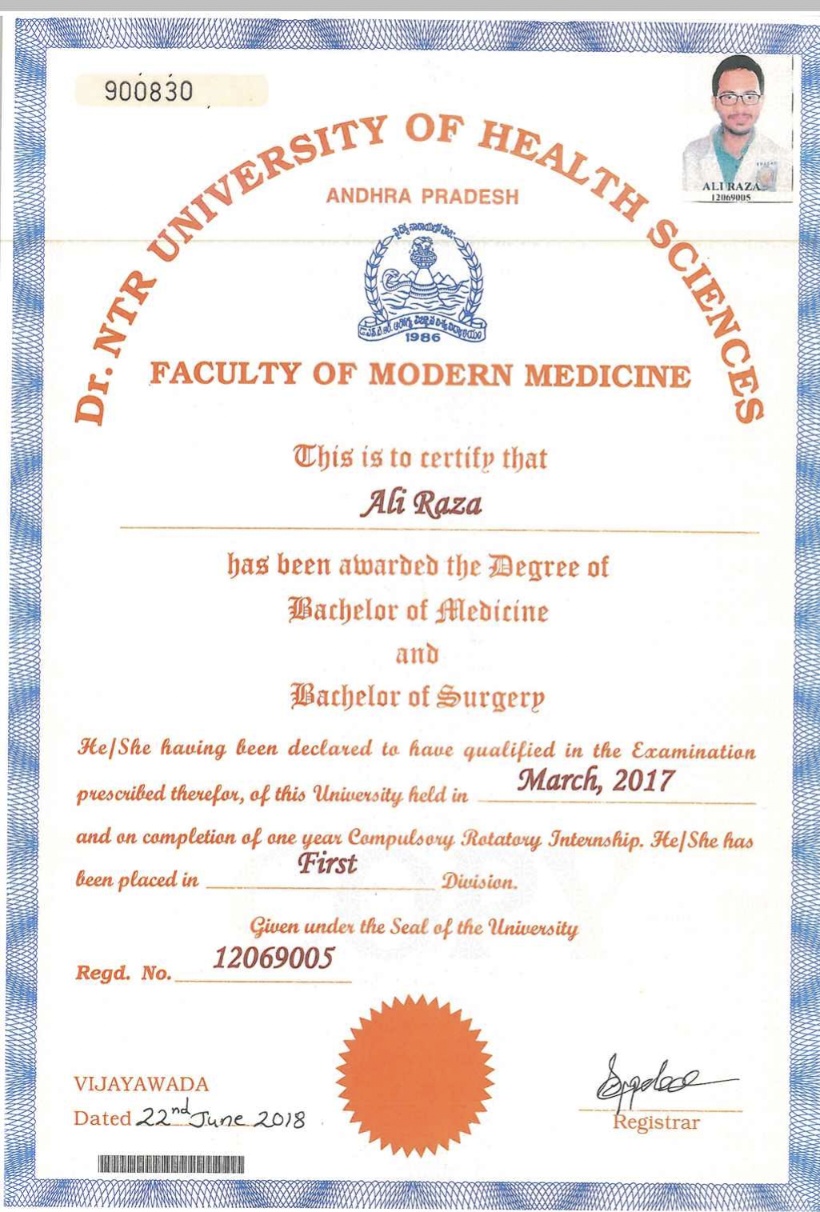 900830
Dr. NTR UNIVERSITY OF HEALTH SCIENCES
ALI RAZA
12069005
ANDHRA PRADESH
1986
FACULTY OF MODERN MEDICINE
This is to certify that
Ali Raza
has been awarded the Degree of
Bachelor of Medicine
and
Bachelor of Surgery
He/She having been declared to have qualified in the Examination
prescribed therefor, of this University held in March, 2017
and on completion of one year Compulsory Rotatory Internship. He/She has
been placed in First Division.
Given under the Seal of the University
Regd. No. 12069005
VIJAYAWADA
Dated 22nd June 2018
Registrar